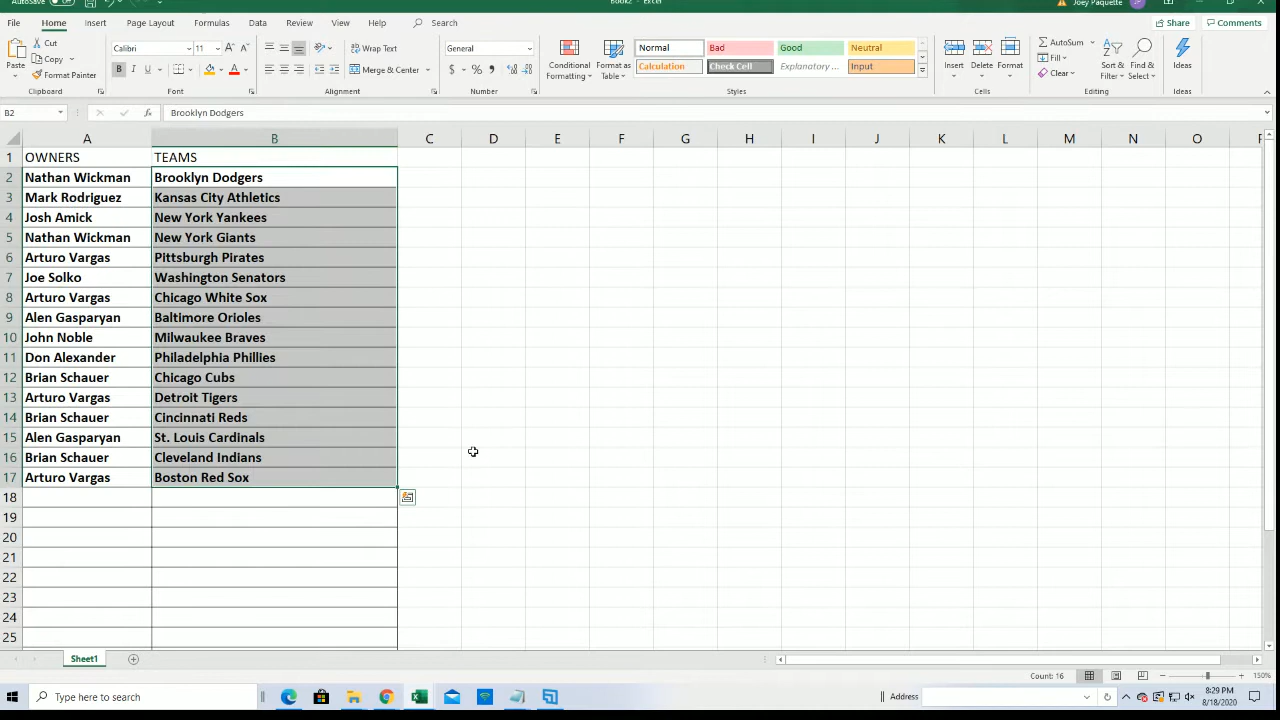 AutoSave Off Book2 - Excel Joey Paquette
File Home Insert Page Layout Formulas Data Review View Help Search Share Comments
Paste Cut Copy Format Painter Clipboard
Calibri 11 A A B I U A Font
Wrap Text Merge & Center Alignment
General $ % Number
Conditional Formatting Format as Table
Normal Bad Good Neutral
Calculation Check Cell Explanatory ... Input
Styles
Insert Delete Format Cells
AutoSum Fill Clear Sort & Filter Find & Select Editing
Ideas Ideas
B2 fx Brooklyn Dodgers
A B C D E F G H I J K L M N O
1 OWNERS TEAMS
2 Nathan Wickman Brooklyn Dodgers
3 Mark Rodriguez Kansas City Athletics
4 Josh Amick New York Yankees
5 Nathan Wickman New York Giants
6 Arturo Vargas Pittsburgh Pirates
7 Joe Solko Washington Senators
8 Arturo Vargas Chicago White Sox
9 Alen Gasparyan Baltimore Orioles
10 John Noble Milwaukee Braves
11 Don Alexander Philadelphia Phillies
12 Brian Schauer Chicago Cubs
13 Arturo Vargas Detroit Tigers
14 Brian Schauer Cincinnati Reds
15 Alen Gasparyan St. Louis Cardinals
16 Brian Schauer Cleveland Indians
17 Arturo Vargas Boston Red Sox
18
19
20
21
22
23
24
25
Sheet1
Count: 16 150%
Type here to search Address 8:29 PM
8/18/2020